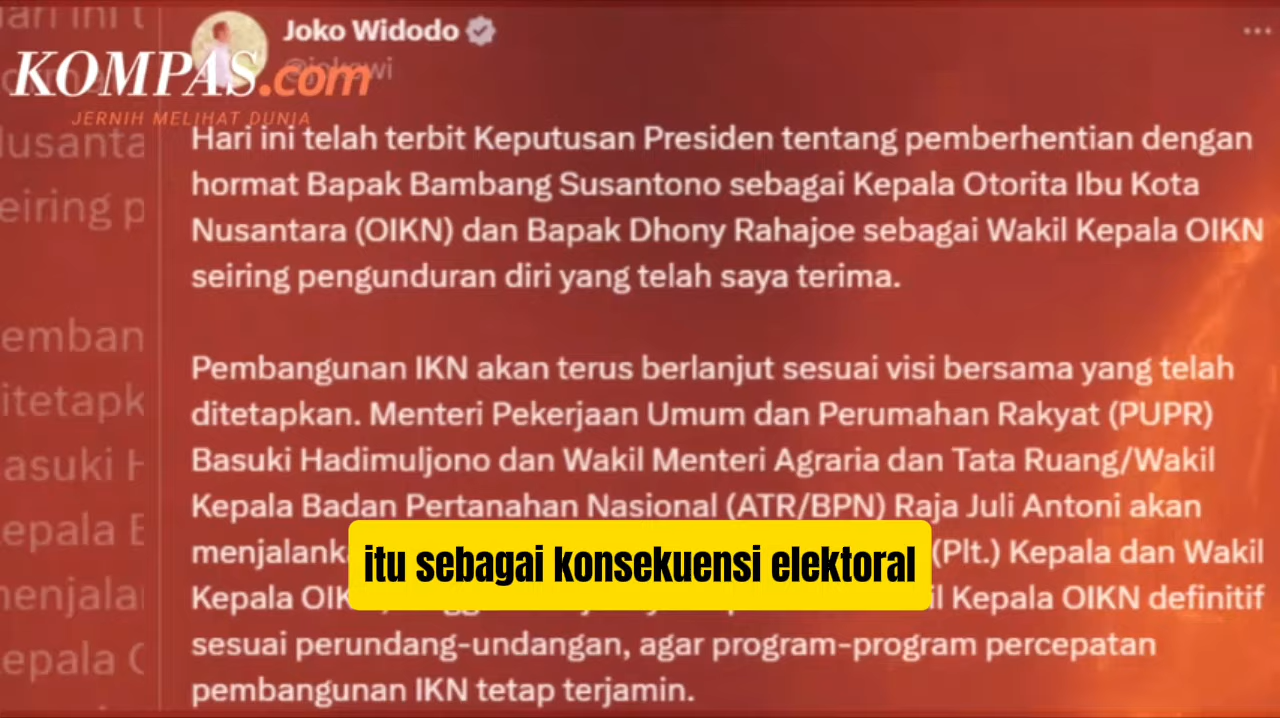 Joko Widodo
@jokowi
KOMPAS.com
JERNIH MELIHAT DUNIA
Hari ini telah terbit Keputusan Presiden tentang pemberhentian dengan
hormat Bapak Bambang Susantono sebagai Kepala Otorita Ibu Kota
Nusantara (OIKN) dan Bapak Dhony Rahajoe sebagai Wakil Kepala OIKN
seiring pengunduran diri yang telah saya terima.
Pembangunan IKN akan terus berlanjut sesuai visi bersama yang telah
ditetapkan. Menteri Pekerjaan Umum dan Perumahan Rakyat (PUPR)
Basuki Hadimuljono dan Wakil Menteri Agraria dan Tata Ruang/Wakil
Kepala Badan Pertanahan Nasional (ATR/BPN) Raja Juli Antoni akan
(Plt.) Kepala dan Wakil
itu sebagai konsekuensi elektoral
Kepala Kepala OIKN definitif
sesuai perundang-undangan, agar program-program percepatan
pembangunan IKN tetap terjamin.